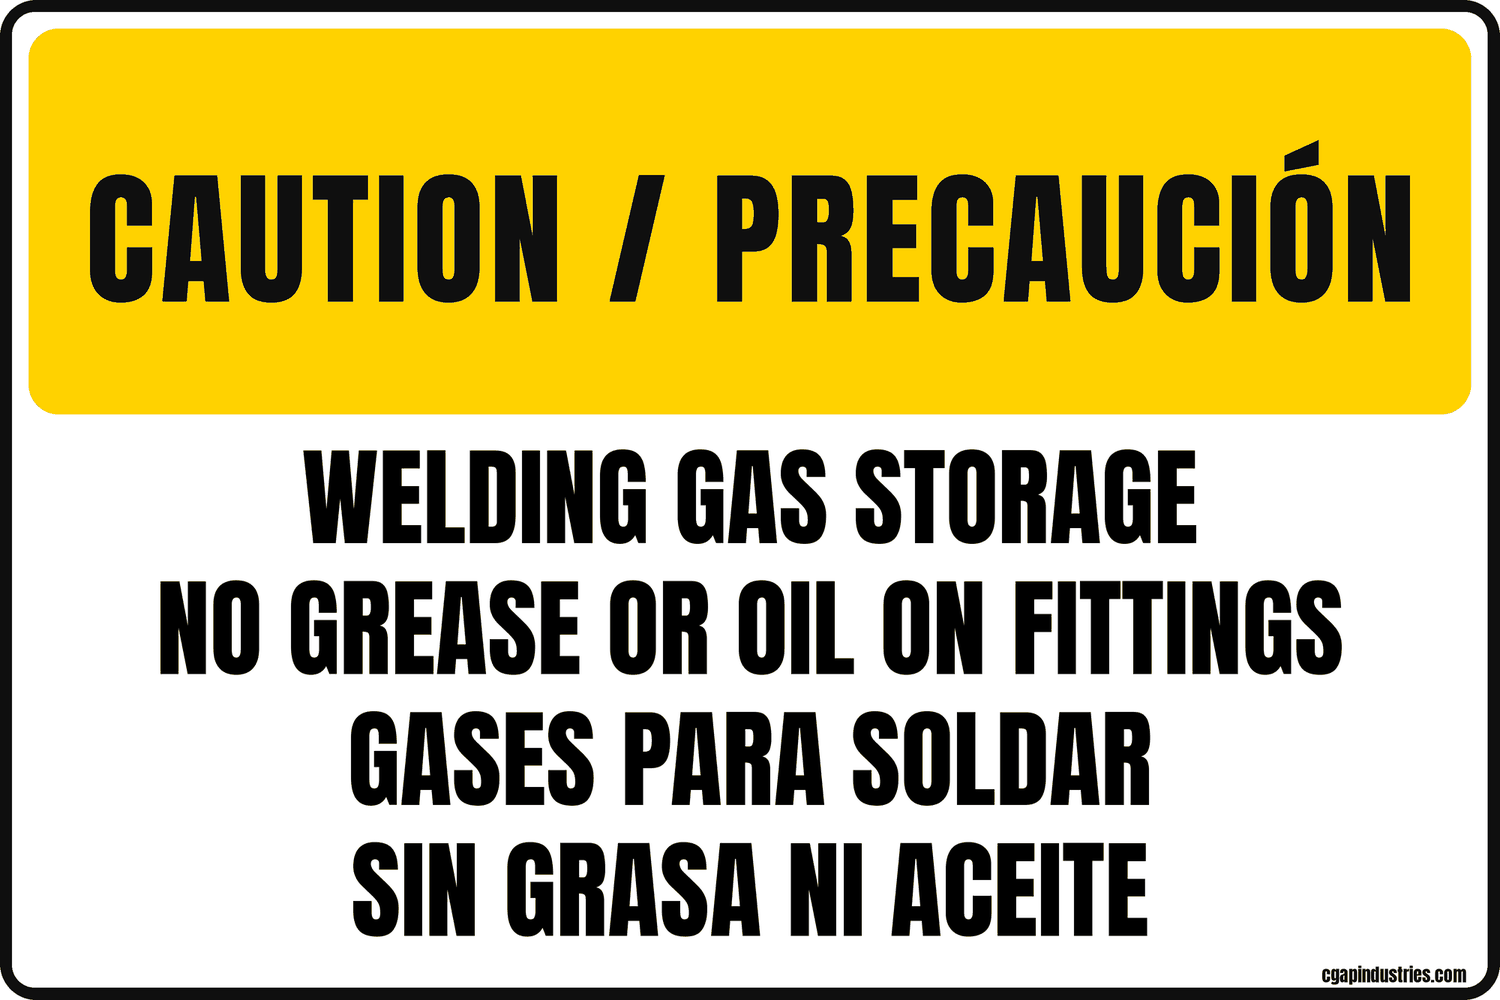 CAUTION / PRECAUCIÓN
WELDING GAS STORAGE
NO GREASE OR OIL ON FITTINGS
GASES PARA SOLDAR
SIN GRASA NI ACEITE
cgapindustries.com